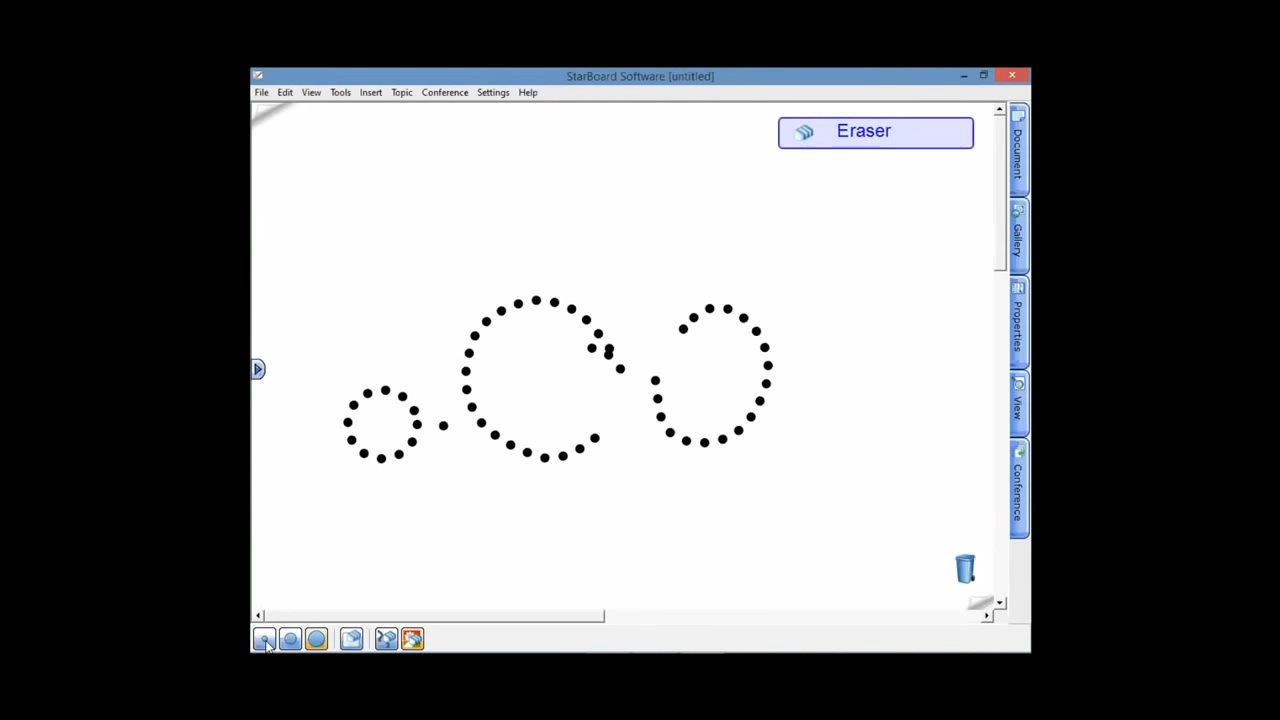 StarBoard Software [untitled]
File Edit View Tools Insert Topic Conference Settings Help
Eraser
Document
Gallery
Properties
View
Conference